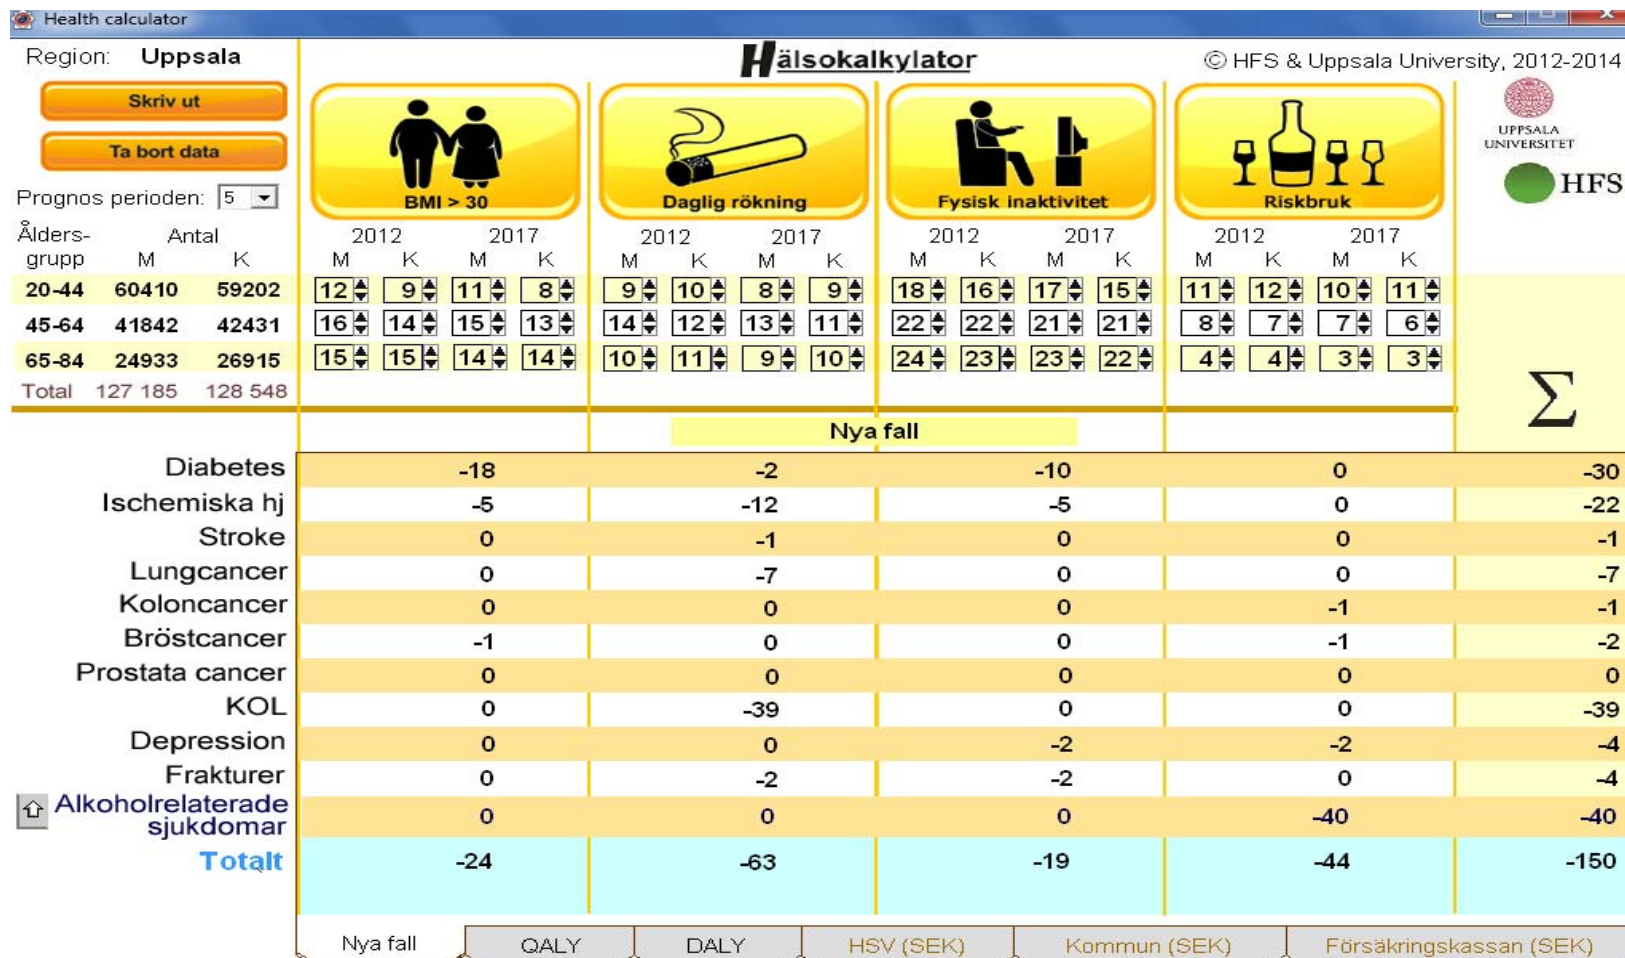 Health calculator
Region: Uppsala
Hälsokalkylator
© HFS & Uppsala University, 2012-2014
Skriv ut
Ta bort data
Prognos perioden: 5
BMI > 30
Daglig rökning
Fysisk inaktivitet
Riskbruk
UPPSALA
UNIVERSITET
HFS
Ålders- Antal 2012 2017 2012 2017 2012 2017 2012 2017
grupp M K M K M K M K M K M K M K M K M K
20-44 60410 59202 12 9 11 8 9 10 8 9 18 16 17 15 11 12 10 11
45-64 41842 42431 16 14 15 13 14 12 13 11 22 22 21 21 8 7 7 6
65-84 24933 26915 15 15 14 14 10 11 9 10 24 23 23 22 4 4 3 3
Total 127 185 128 548
Σ
Nya fall
Diabetes -18 -2 -10 0 -30
Ischemiska hj -5 -12 -5 0 -22
Stroke 0 -1 0 0 -1
Lungcancer 0 -7 0 0 -7
Koloncancer 0 0 0 -1 -1
Bröstcancer -1 0 0 -1 -2
Prostata cancer 0 0 0 0 0
KOL 0 -39 0 0 -39
Depression 0 0 -2 -2 -4
Frakturer 0 -2 -2 0 -4
Alkoholrelaterade
sjukdomar 0 0 0 -40 -40
Totalt -24 -63 -19 -44 -150
Nya fall QALY DALY HSV (SEK) Kommun (SEK) Försäkringskassan (SEK)